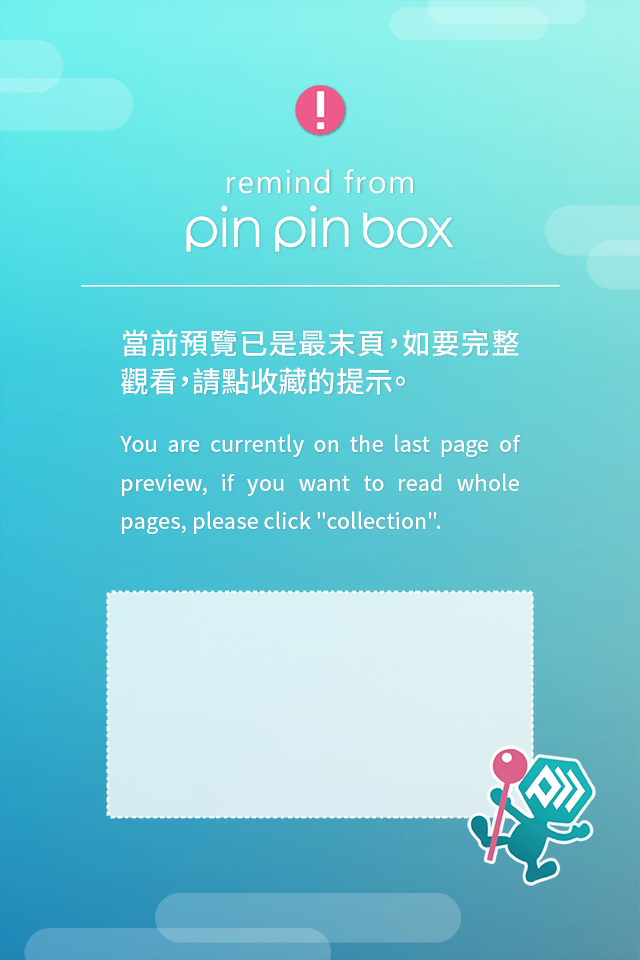 remind from
pin pin box
當前預覽已是最末頁，如要完整
觀看，請點收藏的提示。
You are currently on the last page of
preview, if you want to read whole
pages, please click "collection".